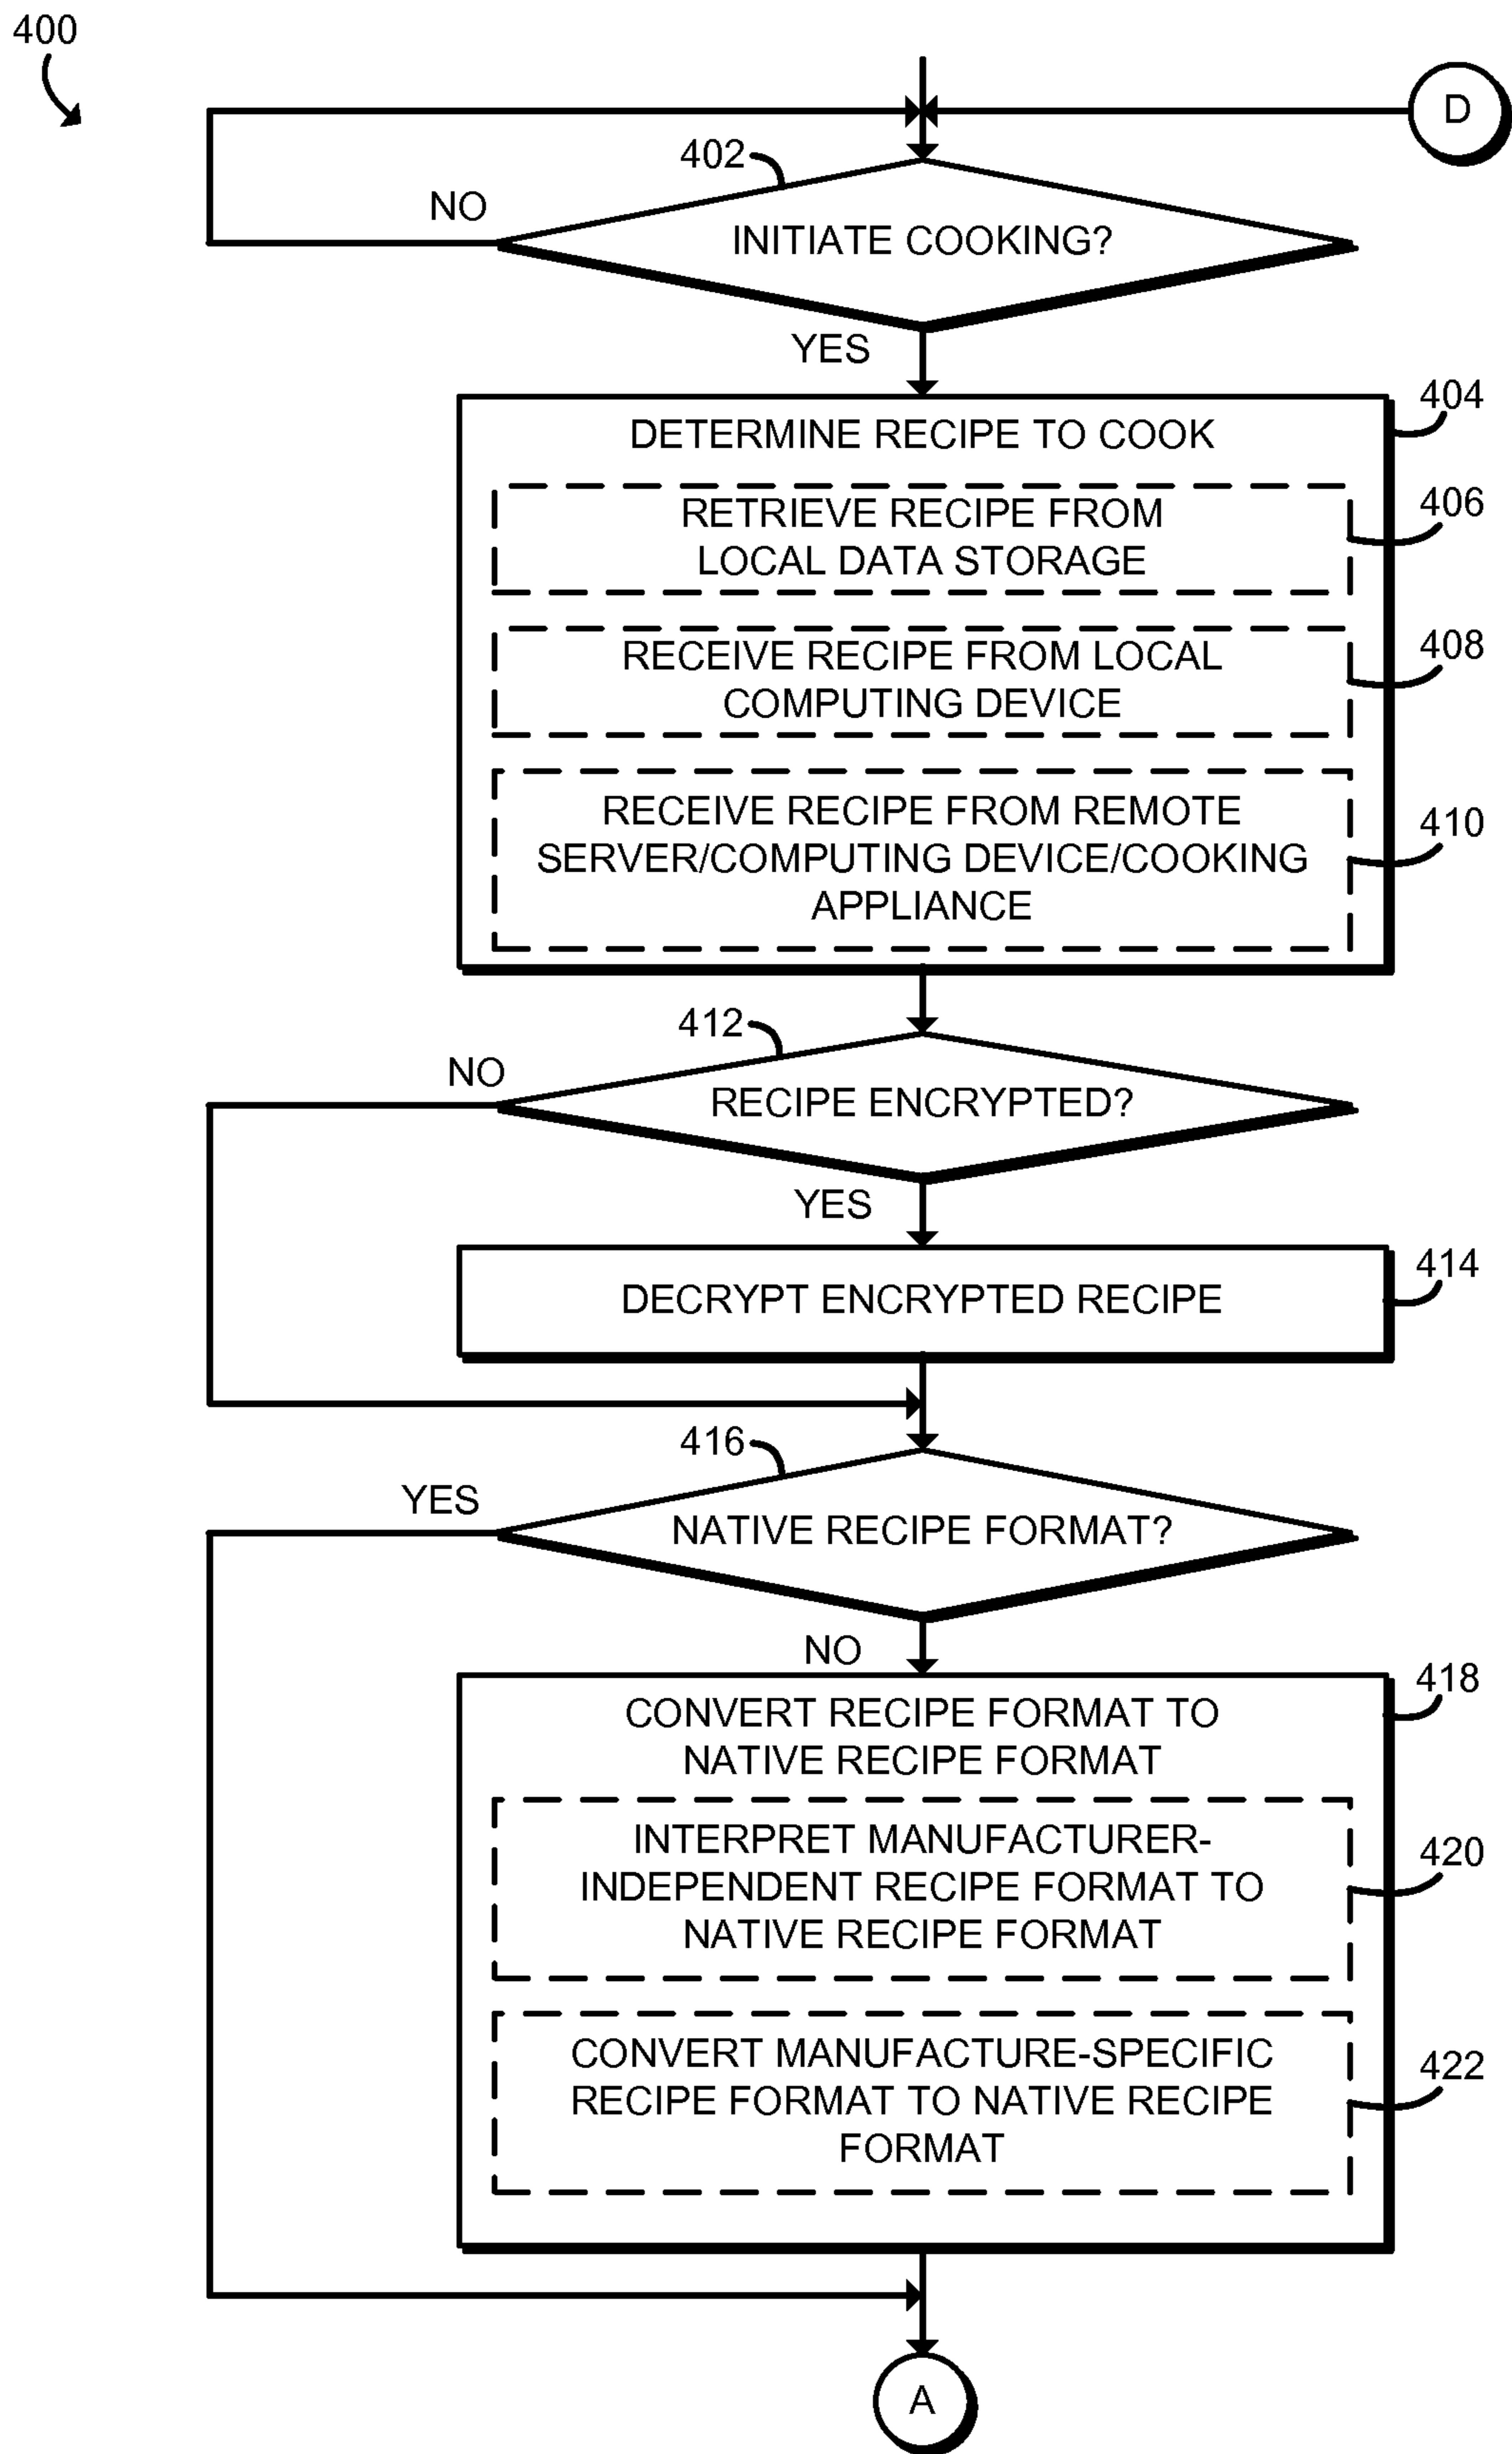 400
D
402
NO
INITIATE COOKING?
YES
404
DETERMINE RECIPE TO COOK
406
RETRIEVE RECIPE FROM
LOCAL DATA STORAGE
408
RECEIVE RECIPE FROM LOCAL
COMPUTING DEVICE
410
RECEIVE RECIPE FROM REMOTE
SERVER/COMPUTING DEVICE/COOKING
APPLIANCE
412
NO
RECIPE ENCRYPTED?
YES
414
DECRYPT ENCRYPTED RECIPE
416
YES
NATIVE RECIPE FORMAT?
NO
418
CONVERT RECIPE FORMAT TO
NATIVE RECIPE FORMAT
420
INTERPRET MANUFACTURER-
INDEPENDENT RECIPE FORMAT TO
NATIVE RECIPE FORMAT
422
CONVERT MANUFACTURE-SPECIFIC
RECIPE FORMAT TO NATIVE RECIPE
FORMAT
A